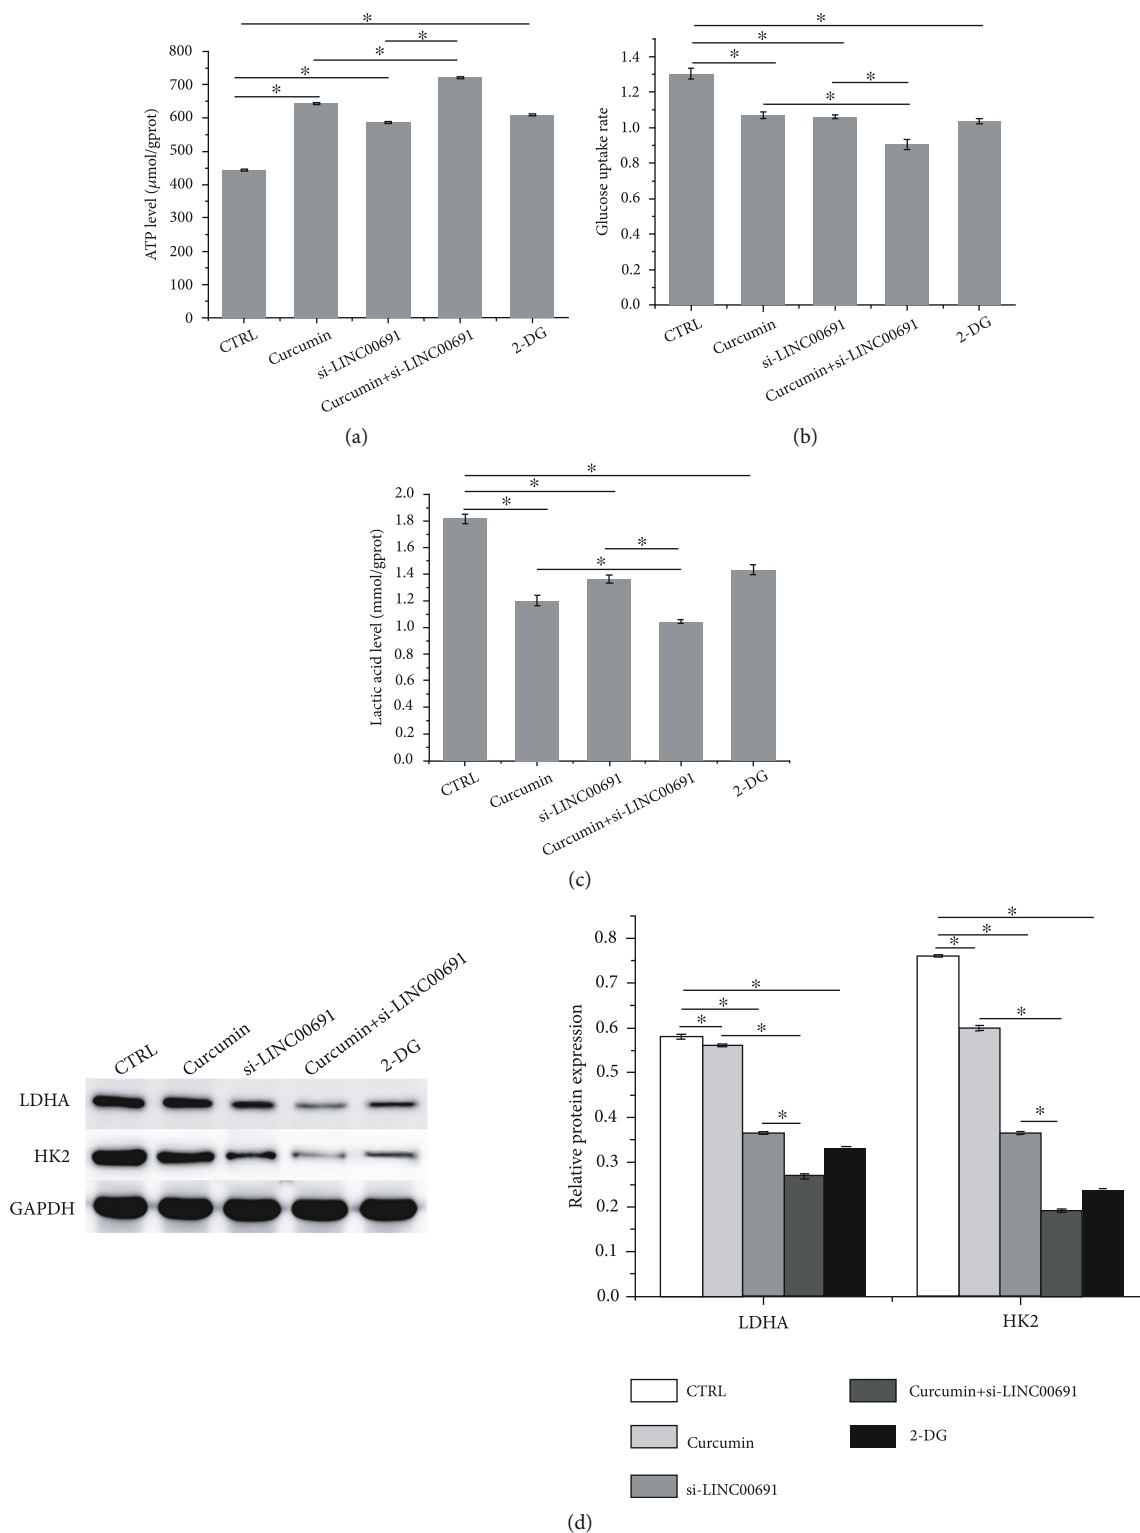 *
*
*
*
*
ATP level (μmol/gprot)
800
700
600
500
400
300
200
100
0
CTRL
Curcumin
si-LINC00691
Curcumin+si-LINC00691
2-DG
(a)
*
*
*
*
*
Glucose uptake rate
1.4
1.2
1.0
0.8
0.6
0.4
0.2
0.0
CTRL
Curcumin
si-LINC00691
Curcumin+si-LINC00691
2-DG
(b)
*
*
*
*
*
Lactic acid level (mmol/gprot)
2.0
1.8
1.6
1.4
1.2
1.0
0.8
0.6
0.4
0.2
0.0
CTRL
Curcumin
si-LINC00691
Curcumin+si-LINC00691
2-DG
(c)
CTRL
Curcumin
si-LINC00691
Curcumin+si-LINC00691
2-DG
LDHA
HK2
GAPDH
Relative protein expression
0.8
0.7
0.6
0.5
0.4
0.3
0.2
0.1
0.0
*
*
*
*
*
*
*
*
*
*
LDHA
HK2
CTRL
Curcumin
si-LINC00691
Curcumin+si-LINC00691
2-DG
(d)